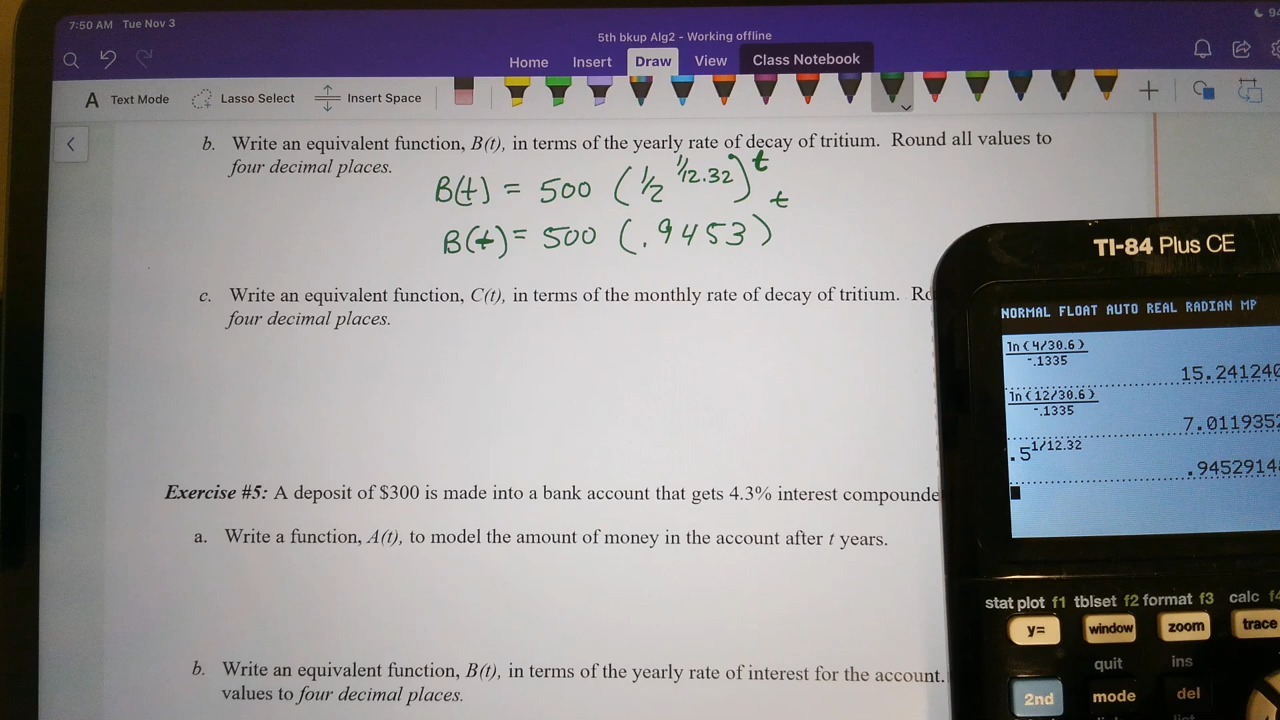 7:50 AM Tue Nov 3
5th bkup Alg2 - Working offline
Home Insert Draw View Class Notebook
A Text Mode Lasso Select Insert Space
b. Write an equivalent function, B(t), in terms of the yearly rate of decay of tritium. Round all values to
four decimal places.
B(t) = 500 (1/2 ^1/12.32)^t
B(t) = 500 (.9453)^t
c. Write an equivalent function, C(t), in terms of the monthly rate of decay of tritium.
four decimal places.
Exercise #5: A deposit of $300 is made into a bank account that gets 4.3% interest
a. Write a function, A(t), to model the amount of money in the account after t years.
b. Write an equivalent function, B(t), in terms of the yearly rate of interest for the account.
values to four decimal places.
TI-84 Plus CE
NORMAL FLOAT AUTO REAL RADIAN MP
ln(4/30.6)
-.1335
15.241240
ln(12/30.6)
-.1335
7.0119352
.5^1/12.32
.9452914
stat plot f1 tblset f2 format f3 calc
y= window zoom trace
quit ins
2nd mode del